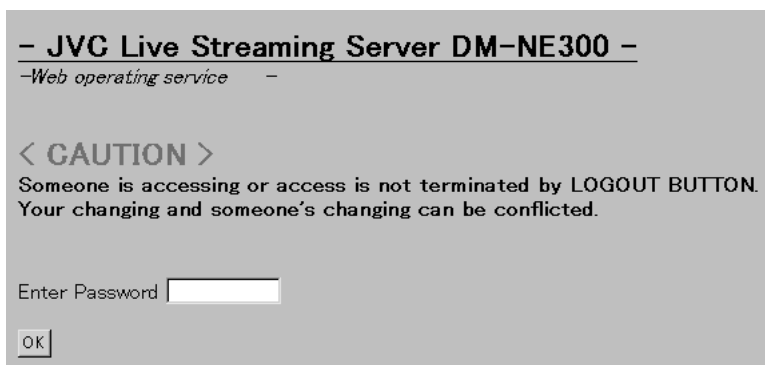 - JVC Live Streaming Server DM-NE300 -
-Web operating service -
< CAUTION >
Someone is accessing or access is not terminated by LOGOUT BUTTON.
Your changing and someone's changing can be conflicted.
Enter Password
OK